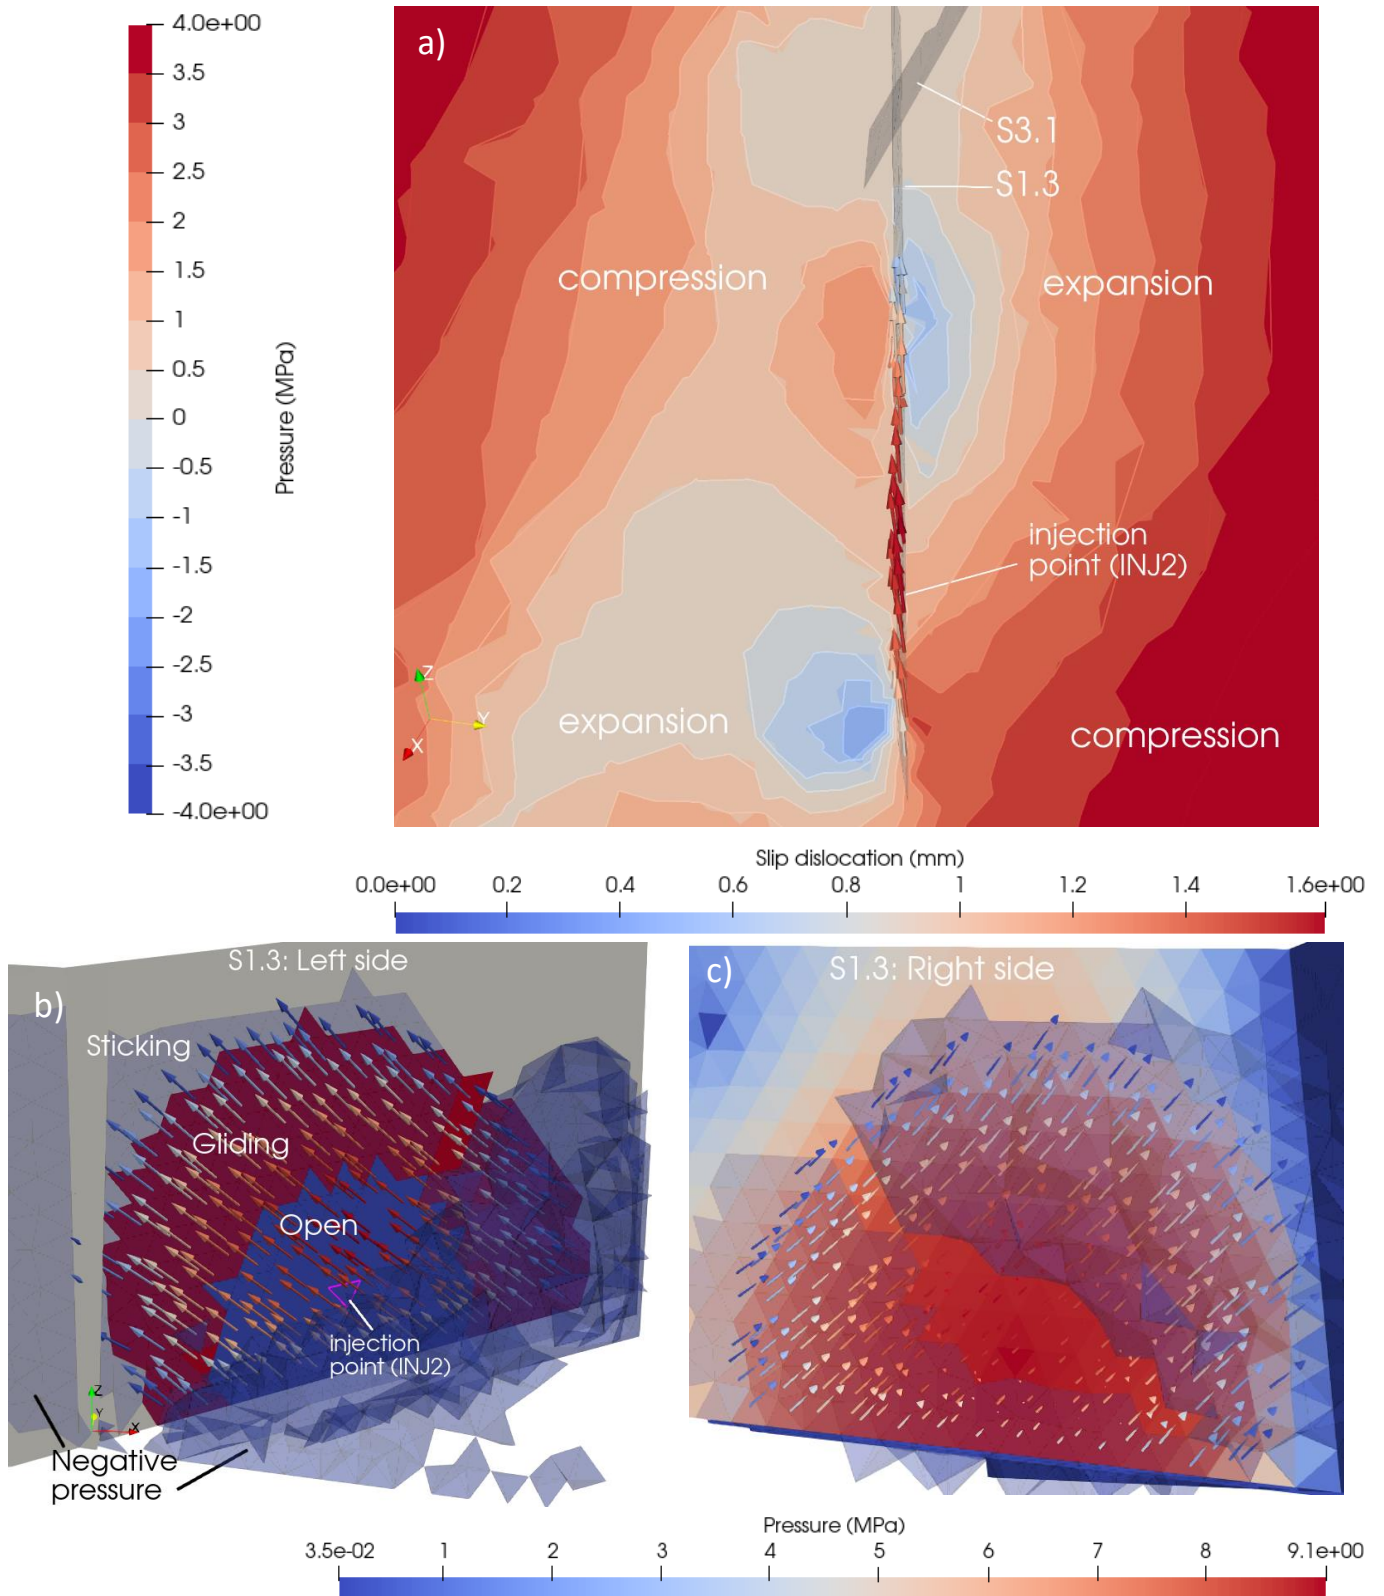 4.0e+00
3.5
3
2.5
2
1.5
1
0.5
0
-0.5
-1
-1.5
-2
-2.5
-3
-3.5
-4.0e+00
Pressure (MPa)
a)
S3.1
S1.3
compression
expansion
injection
point (INJ2)
expansion
compression
Z
Y
X
Slip dislocation (mm)
0.0e+00 0.2 0.4 0.6 0.8 1 1.2 1.4 1.6e+00
b)
S1.3: Left side
Sticking
Gliding
Open
injection
point (INJ2)
Z
Y
X
Negative
pressure
c)
S1.3: Right side
Pressure (MPa)
3.5e-02 1 2 3 4 5 6 7 8 9.1e+00